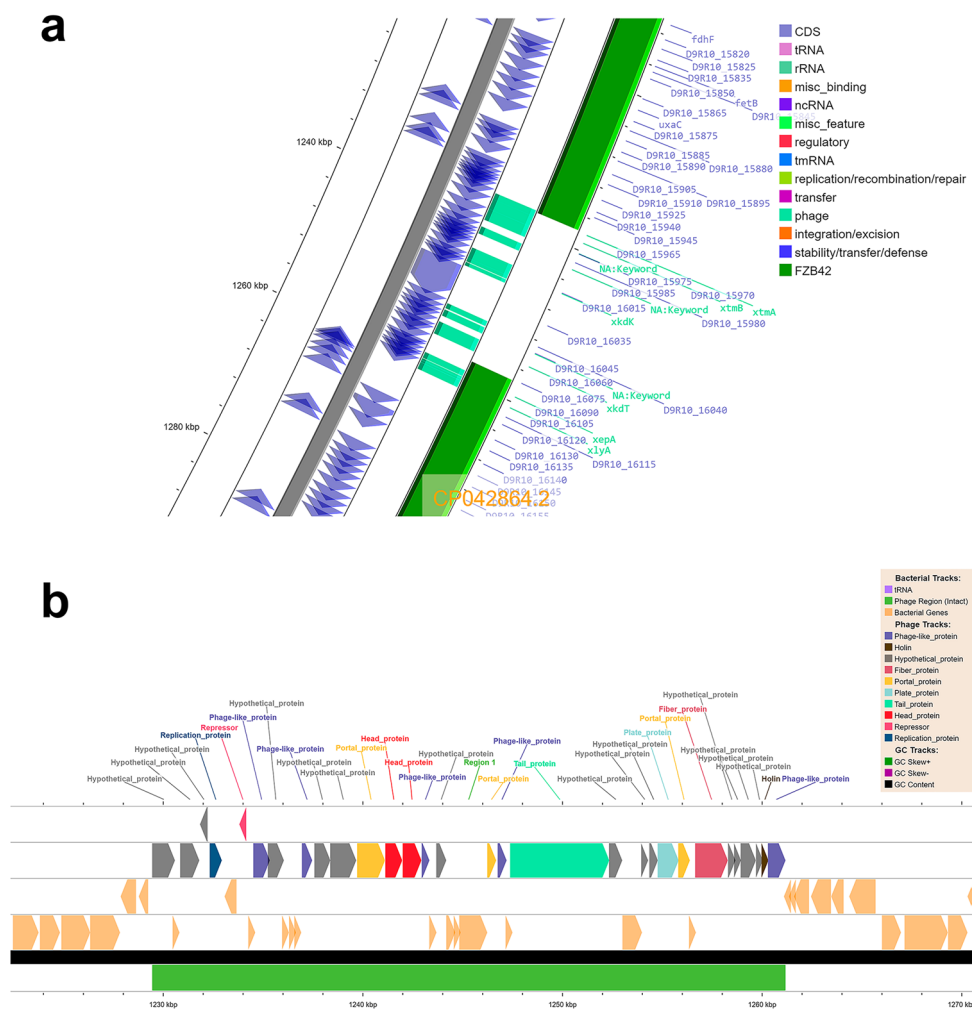 a
fdhF
D9R10_15820
D9R10_15825
D9R10_15835
D9R10_15850
fetB
D9R10_15845
D9R10_15865
uxaC
D9R10_15875
D9R10_15885
D9R10_15890
D9R10_15880
D9R10_15905
D9R10_15910
D9R10_15895
D9R10_15925
D9R10_15940
D9R10_15945
D9R10_15965
NA:Keyword
D9R10_15975
D9R10_15985
D9R10_15970
xtmB
xtmA
D9R10_16015
NA:Keyword
xkdK
D9R10_15980
D9R10_16035
D9R10_16045
D9R10_16060
NA:Keyword
D9R10_16075
xkdT
D9R10_16040
D9R10_16090
D9R10_16105
D9R10_16120
xepA
xlyA
D9R10_16130
D9R10_16115
D9R10_16135
D9R10_16140
D9R10_16145
D9R10_16150
D9R10_16155
1240 kbp
1260 kbp
1280 kbp
CP042864.2
CDS
tRNA
rRNA
misc_binding
ncRNA
misc_feature
regulatory
tmRNA
replication/recombination/repair
transfer
phage
integration/excision
stability/transfer/defense
FZB42
b
Bacterial Tracks:
tRNA
Phage Region (Intact)
Bacterial Genes
Phage Tracks:
Phage-like_protein
Holin
Hypothetical_protein
Fiber_protein
Portal_protein
Plate_protein
Tail_protein
Head_protein
Repressor
Replication_protein
GC Tracks:
GC Skew+
GC Skew-
GC Content
Hypothetical_protein
Hypothetical_protein
Replication_protein
Repressor
Phage-like_protein
Hypothetical_protein
Phage-like_protein
Hypothetical_protein
Hypothetical_protein
Portal_protein
Head_protein
Head_protein
Phage-like_protein
Hypothetical_protein
Region 1
Portal_protein
Phage-like_protein
Tail_protein
Hypothetical_protein
Hypothetical_protein
Hypothetical_protein
Plate_protein
Portal_protein
Fiber_protein
Hypothetical_protein
Hypothetical_protein
Hypothetical_protein
Hypothetical_protein
Holin
Phage-like_protein
1230 kbp
1240 kbp
1250 kbp
1260 kbp
1270 kbp